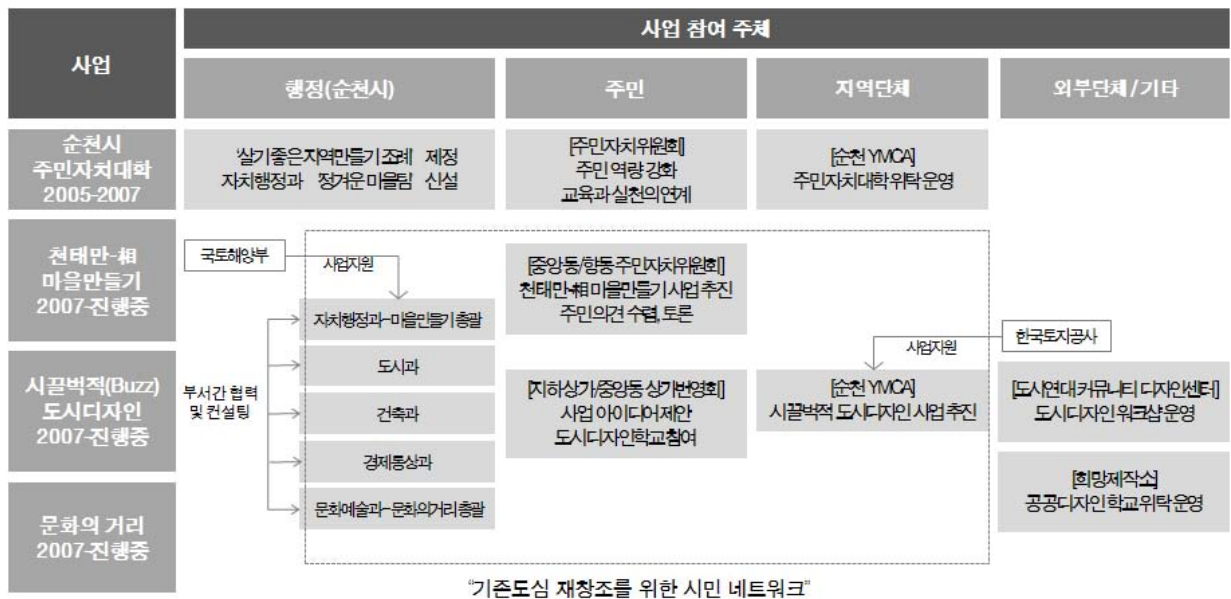 사업
사업 참여 주체
행정(순천시)
주민
지역단체
외부단체/기타
순천시
주민자치대학
2005-2007
'살기 좋은 지역만들기 조례 제정
자치행정과 정겨운 마을탐 신설
[주민자치위원회]
주민 역량 강화
교육과 실천의 연계
[순천 YMCA]
주민자치대학 위탁 운영
천태만-相
마을만들기
2007-진행중
국토해양부
사업지원
[중앙동/향동 주민자치위원회]
천태만-相 마을만들기 사업 추진
주민 의견 수렴, 토론
자치행정과-마을만들기 총괄
도시과
건축과
경제통상과
문화예술과-문화의거리 총괄
부서간 협력
및 컨설팅
시끌벅적(Buzz)
도시디자인
2007-진행중
[지하상가/중앙동 상가번영회]
사업 아이디어 제안
도시디자인학교 참여
사업지원
한국토지공사
[순천 YMCA]
시끌벅적 도시디자인 사업 추진
[도시연대 커뮤니티 디자인센터]
도시디자인 워크샵 운영
문화의 거리
2007-진행중
[희망제작소]
공공디자인 학교 위탁 운영
"기존도심 재창조를 위한 시민 네트워크"